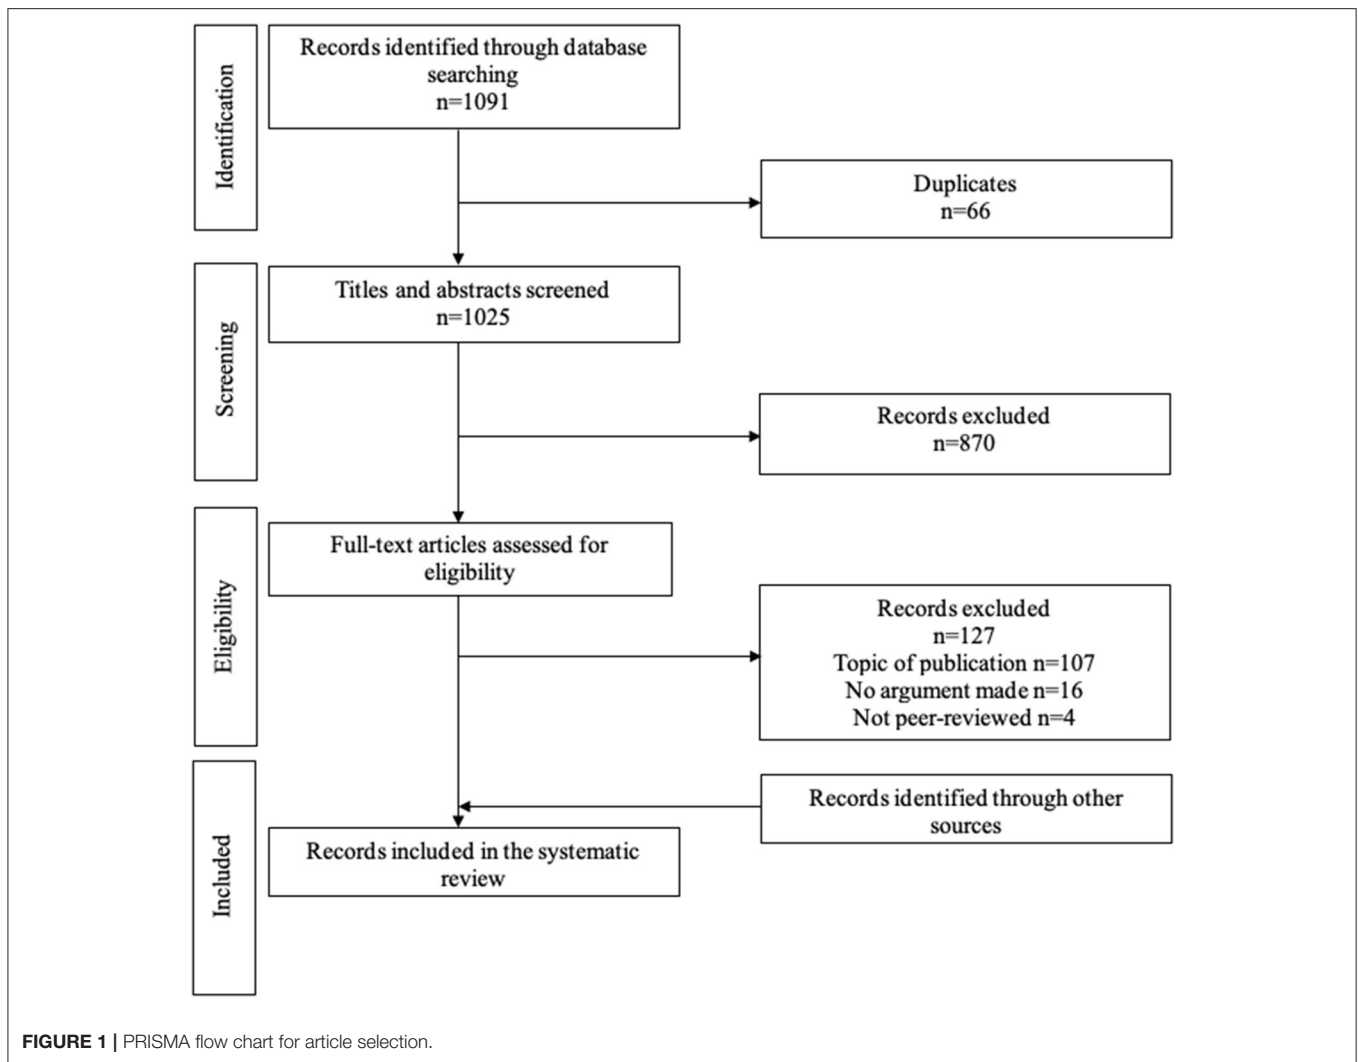 Identification
Records identified through database
searching
n=1091
Duplicates
n=66
Screening
Titles and abstracts screened
n=1025
Records excluded
n=870
Eligibility
Full-text articles assessed for
eligibility
Records excluded
n=127
Topic of publication n=107
No argument made n=16
Not peer-reviewed n=4
Included
Records identified through other
sources
Records included in the systematic
review
FIGURE 1 | PRISMA flow chart for article selection.